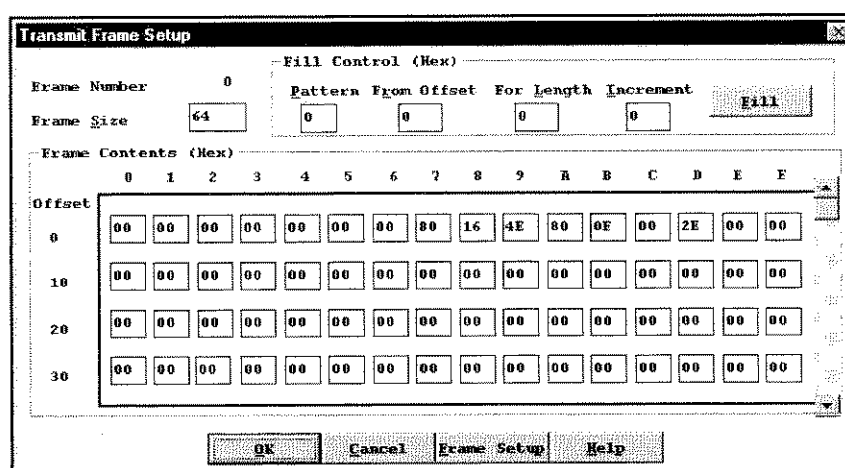 Transmit Frame Setup
Fill Control (Hex)
Frame Number 0
Pattern From Offset For Length Increment
Fill
Frame Size 64
0 0 0 0
Frame Contents (Hex)
0 1 2 3 4 5 6 7 8 9 A B C D E F
Offset
0 00 00 00 00 00 00 00 80 16 4E 80 0F 00 2E 00 00
10 00 00 00 00 00 00 00 00 00 00 00 00 00 00 00 00
20 00 00 00 00 00 00 00 00 00 00 00 00 00 00 00 00
30 00 00 00 00 00 00 00 00 00 00 00 00 00 00 00 00
OK Cancel Frame Setup Help